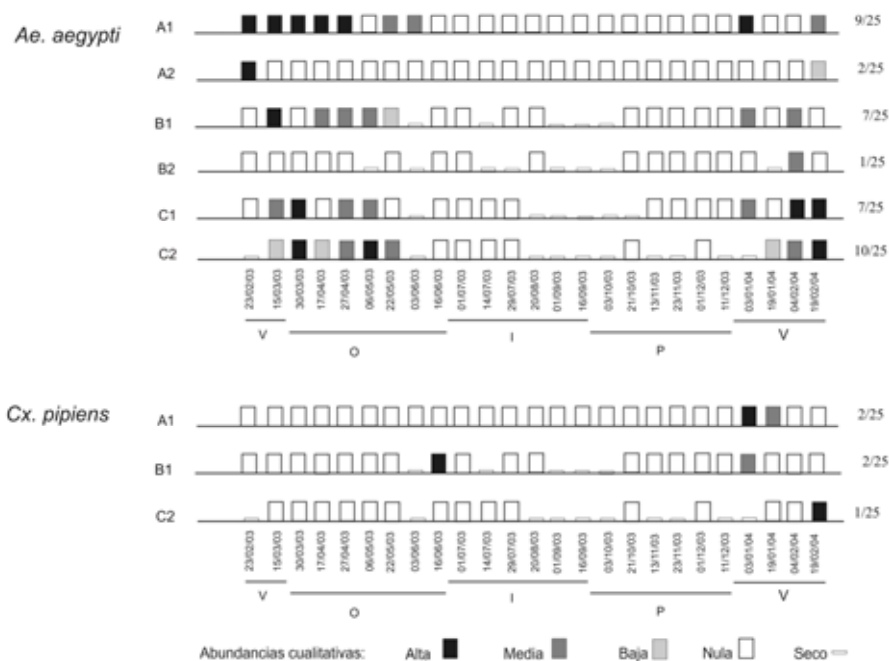 Ae. aegypti
A1 9/25
A2 2/25
B1 7/25
B2 1/25
C1 7/25
C2 10/25
23/02/03 15/03/03 30/03/03 17/04/03 27/04/03 06/05/03 22/05/03 03/06/03 16/06/03 01/07/03 14/07/03 29/07/03 20/08/03 01/09/03 16/09/03 03/10/03 21/10/03 13/11/03 23/11/03 01/12/03 11/12/03 03/01/04 19/01/04 04/02/04 19/02/04
V O I P V
Cx. pipiens
A1 2/25
B1 2/25
C2 1/25
23/02/03 15/03/03 30/03/03 17/04/03 27/04/03 06/05/03 22/05/03 03/06/03 16/06/03 01/07/03 14/07/03 29/07/03 20/08/03 01/09/03 16/09/03 03/10/03 21/10/03 13/11/03 23/11/03 01/12/03 11/12/03 03/01/04 19/01/04 04/02/04 19/02/04
V O I P V
Abundancias cualitativas: Alta Media Baja Nula Seco